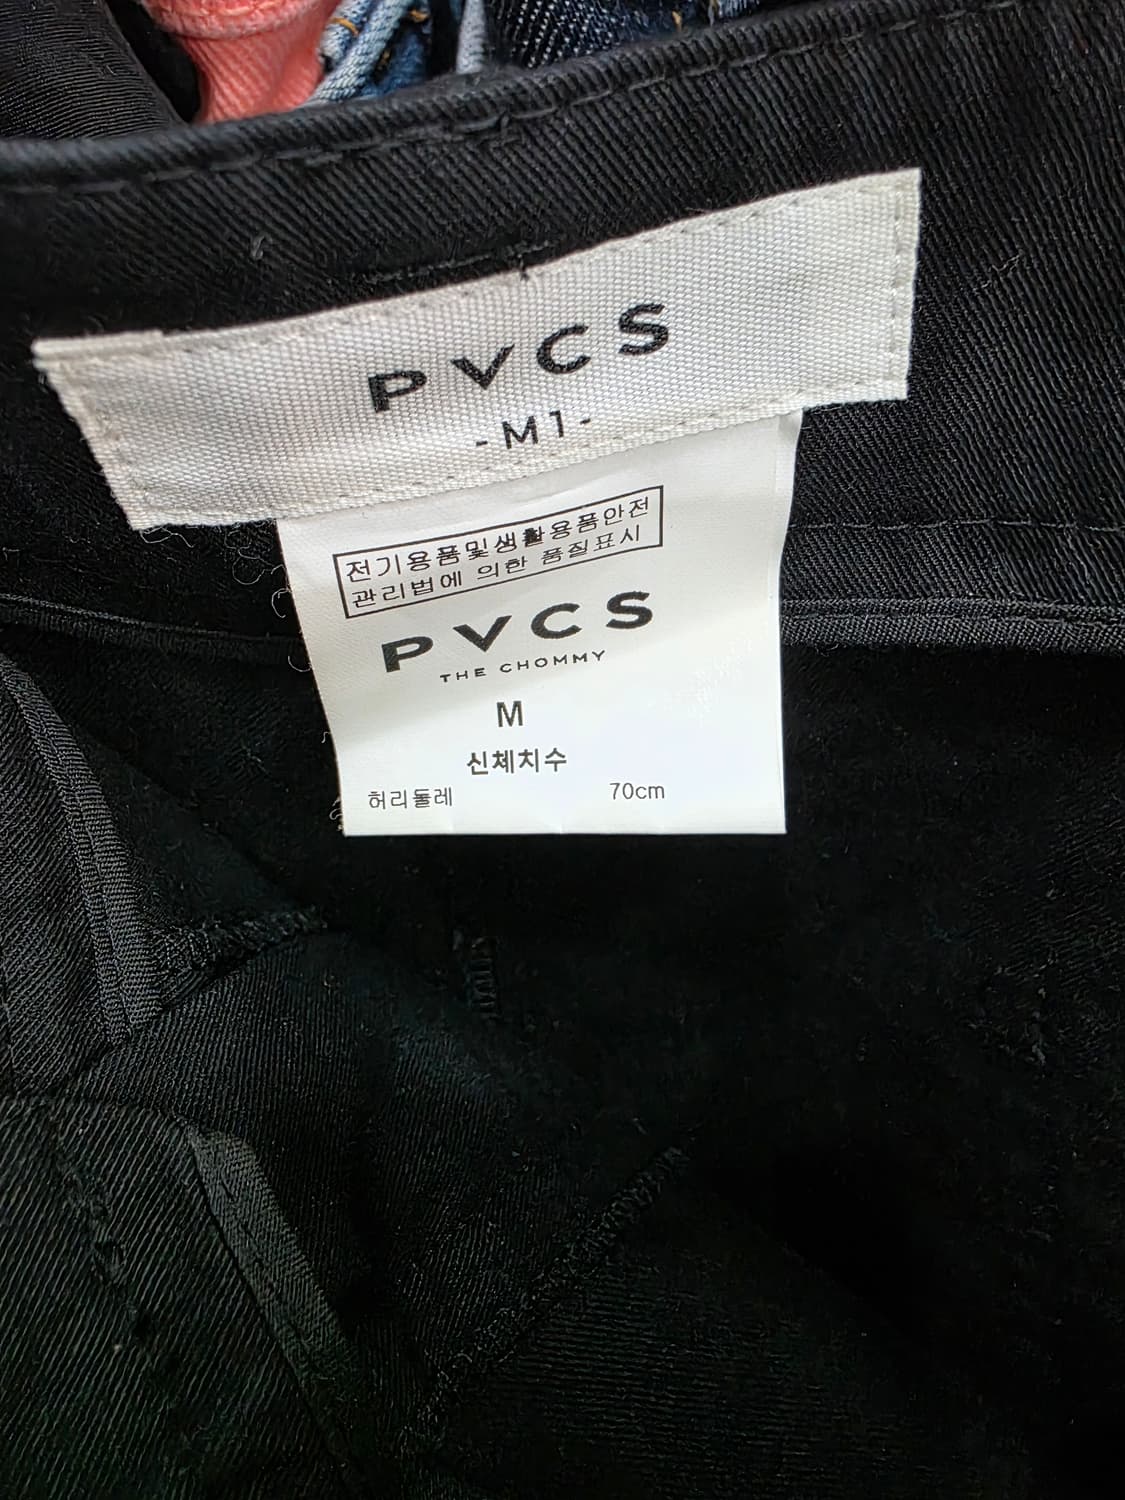 PVCS
-M1-
전기용품및생활용품안전
관리법에 의한 품질표시
PVCS
THE CHOMMY
M
신체치수
허리둘레 70cm